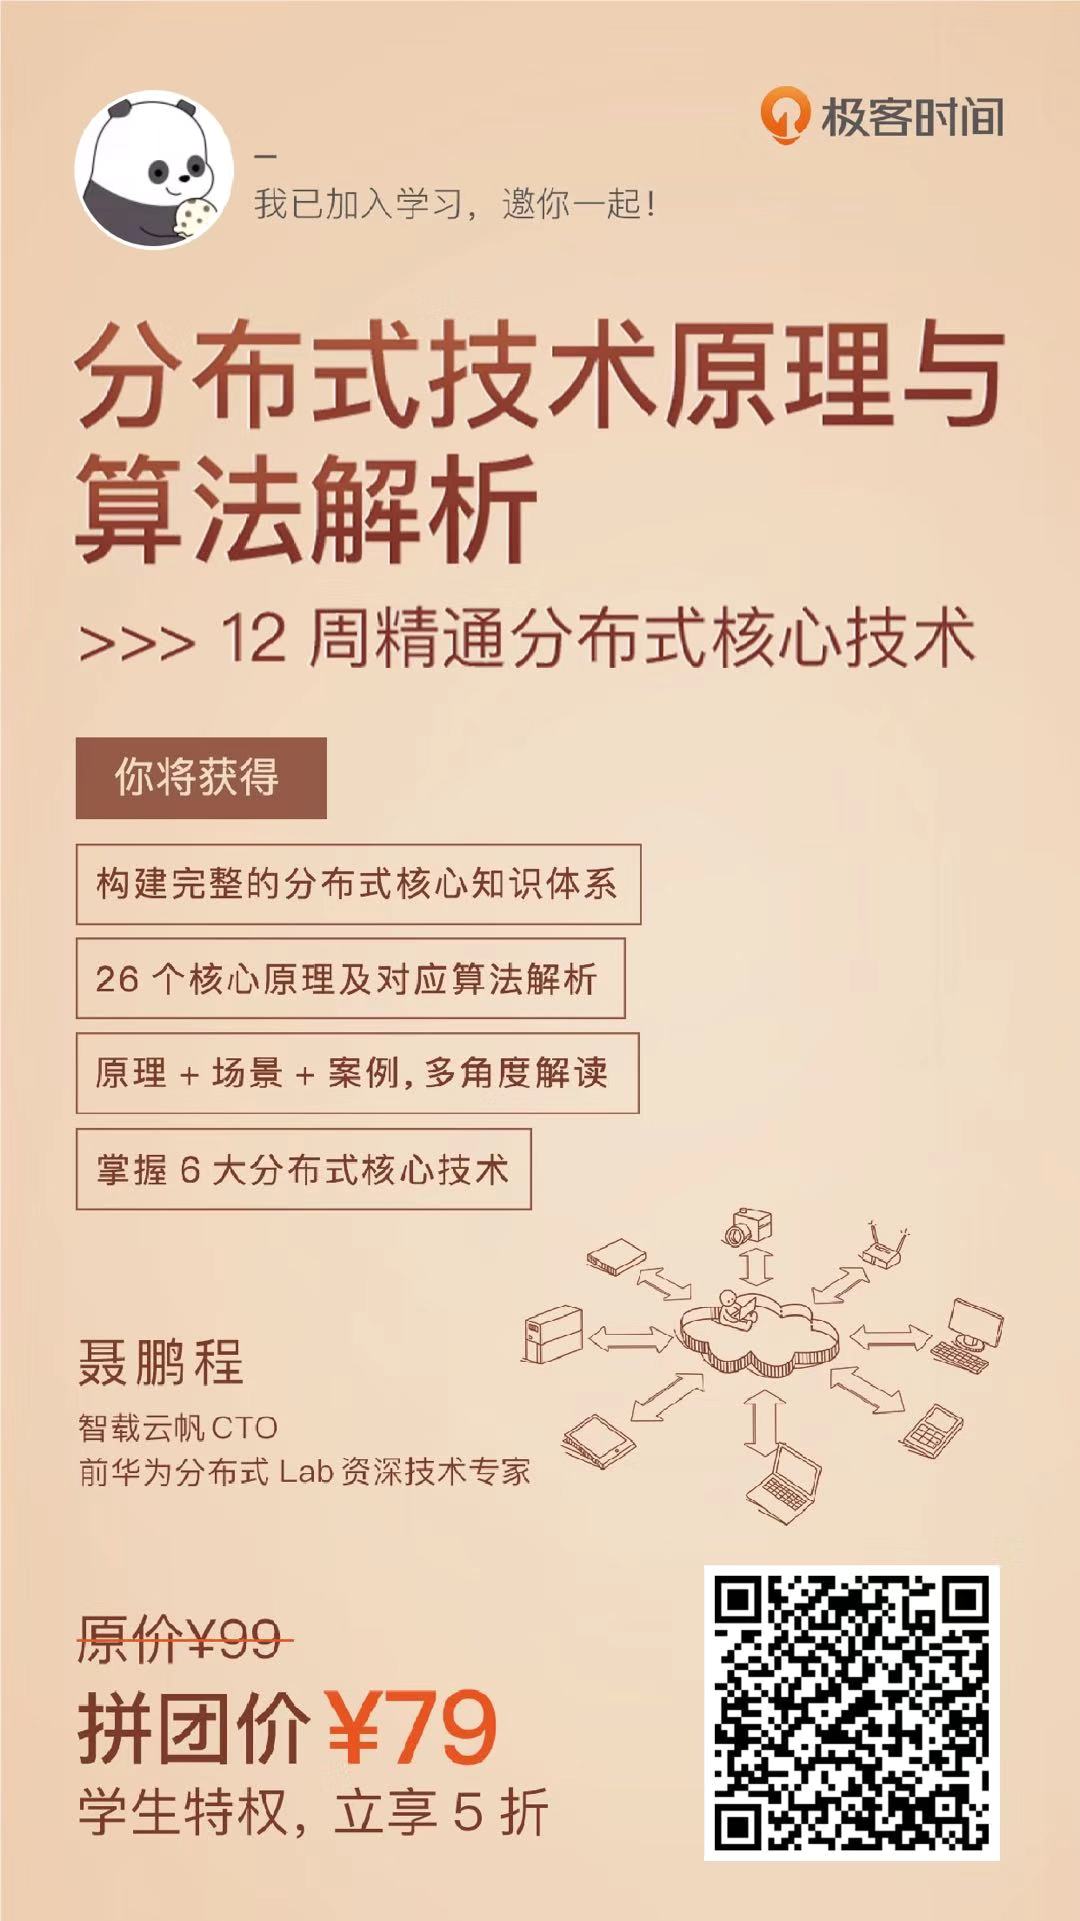 极客时间
—
我已加入学习，邀你一起！
分布式技术原理与
算法解析
>>> 12 周精通分布式核心技术
你将获得
构建完整的分布式核心知识体系
26 个核心原理及对应算法解析
原理 + 场景 + 案例，多角度解读
掌握 6 大分布式核心技术
聂鹏程
智载云帆 CTO
前华为分布式 Lab 资深技术专家
原价¥99
拼团价¥79
学生特权，立享 5 折